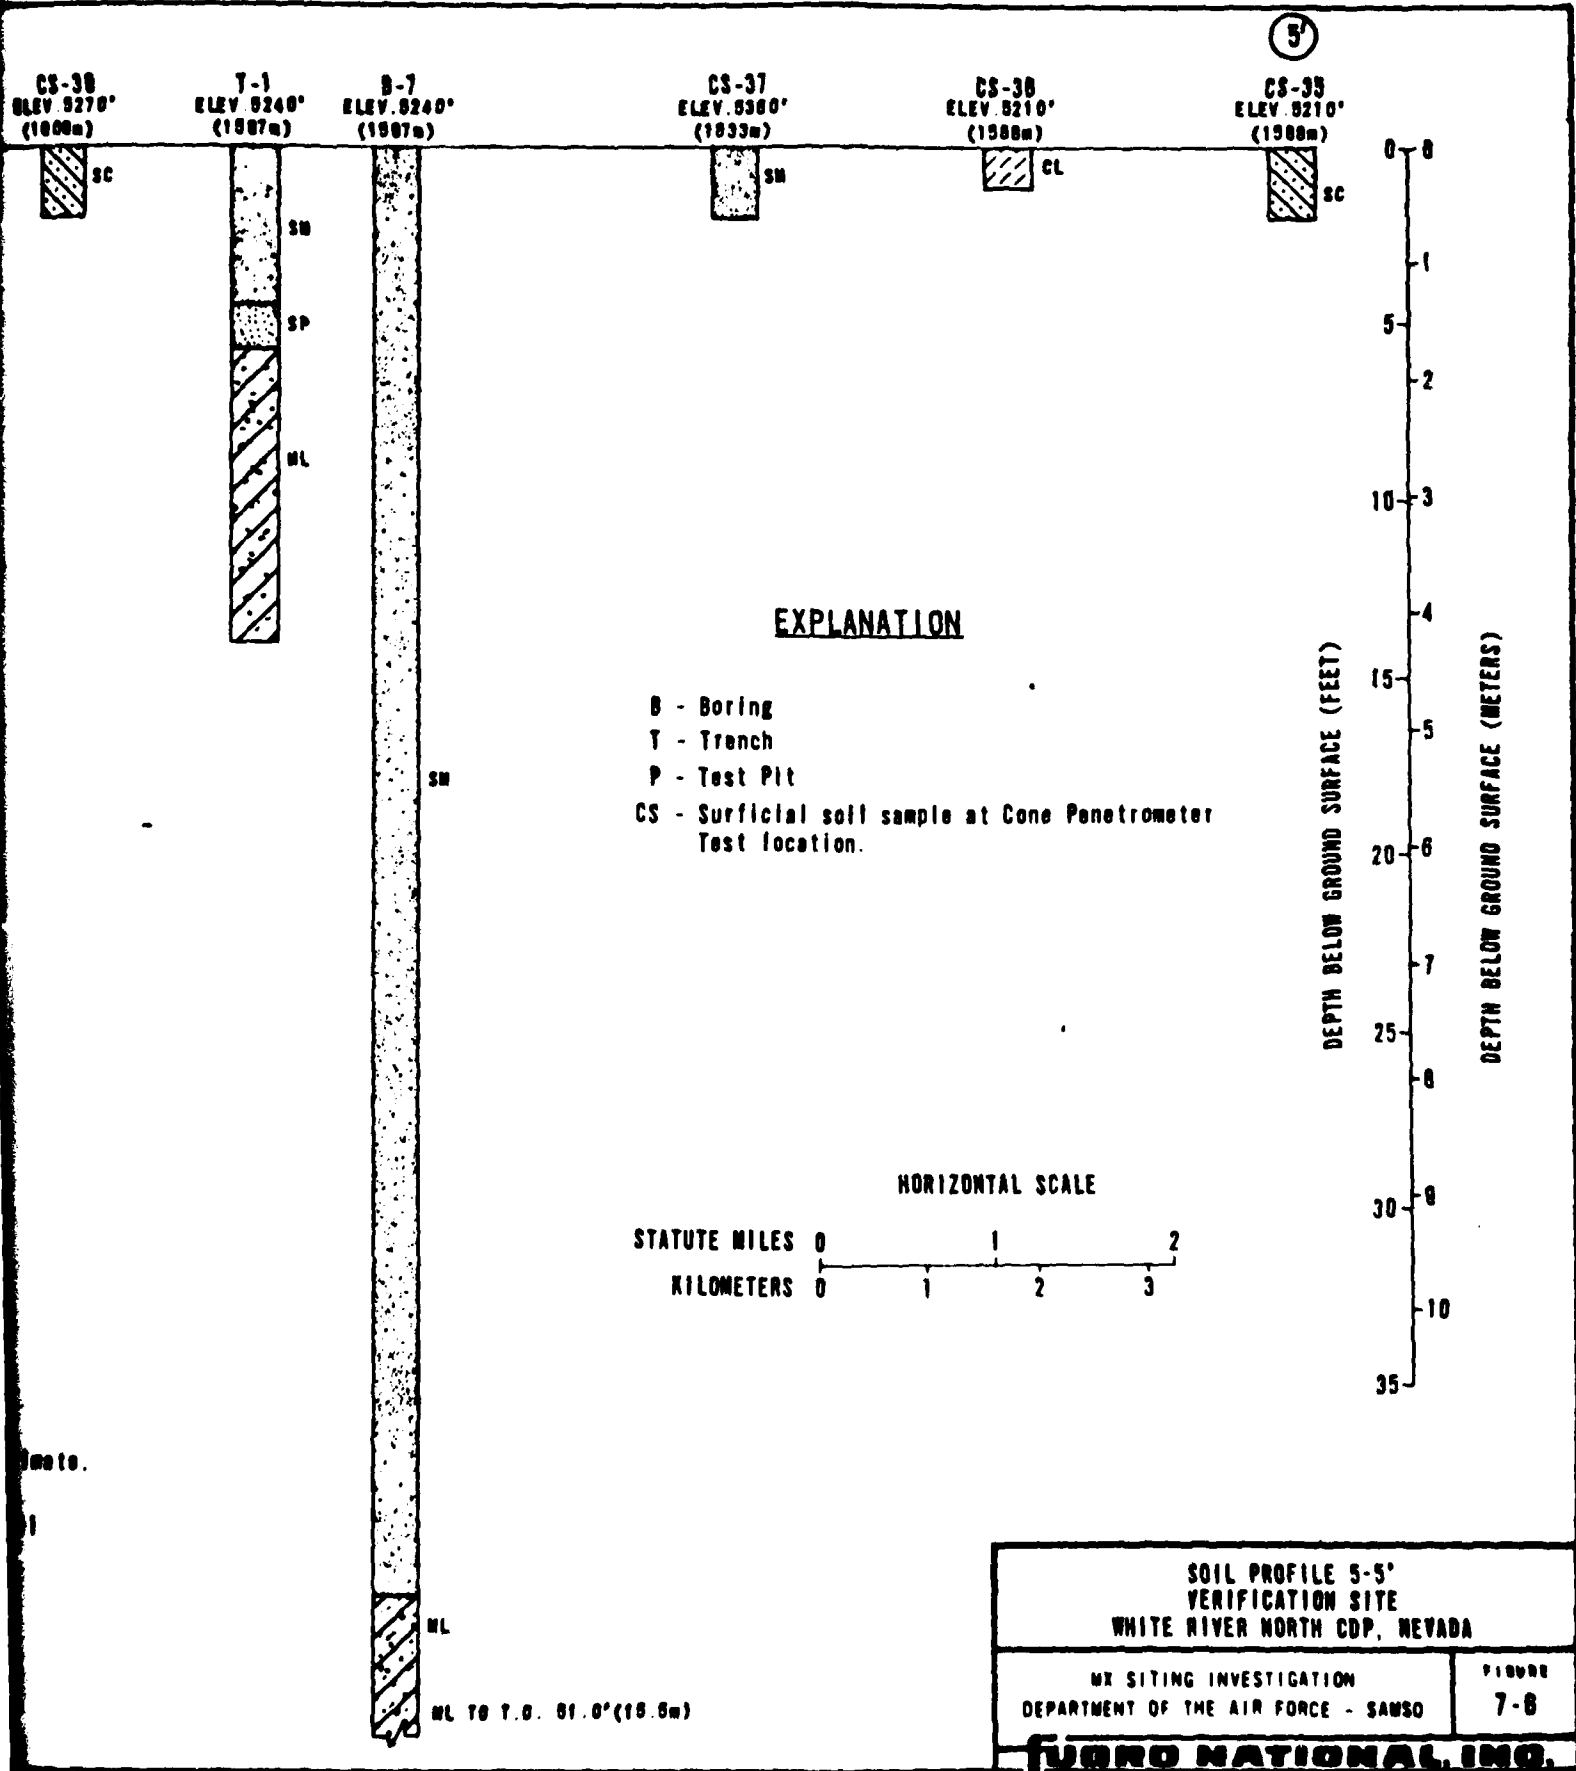 5'
CS-38
ELEV. 5270'
(1606m)
T-1
ELEV. 5240'
(1597m)
B-7
ELEV. 5240'
(1597m)
CS-37
ELEV. 5360'
(1633m)
CS-36
ELEV. 5210'
(1588m)
CS-35
ELEV. 5210'
(1588m)
SC
SM
SP
ML
SM
ML
ML TO T.D. 51.0'(15.5m)
SM
CL
SC
0
5
10
15
20
25
30
35
0
1
2
3
4
5
6
7
8
9
10
DEPTH BELOW GROUND SURFACE (FEET)
DEPTH BELOW GROUND SURFACE (METERS)
EXPLANATION
B - Boring
T - Trench
P - Test Pit
CS - Surficial soil sample at Cone Penetrometer
Test location.
HORIZONTAL SCALE
STATUTE MILES 0 1 2
KILOMETERS 0 1 2 3
SOIL PROFILE 5-5'
VERIFICATION SITE
WHITE RIVER NORTH CDP, NEVADA
MX SITING INVESTIGATION
DEPARTMENT OF THE AIR FORCE - SAMSO
FIGURE
FUGRO NATIONAL, INC.